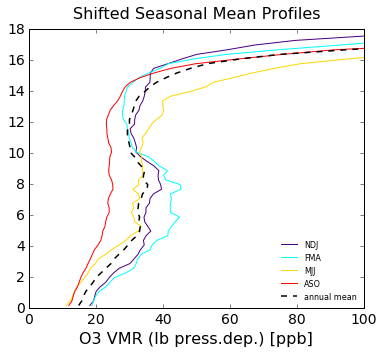 Shifted Seasonal Mean Profiles
18
16
14
12
10
8
6
4
2
0
NDJ
FMA
MJJ
ASO
annual mean
0 20 40 60 80 100
O3 VMR (lb press.dep.) [ppb]